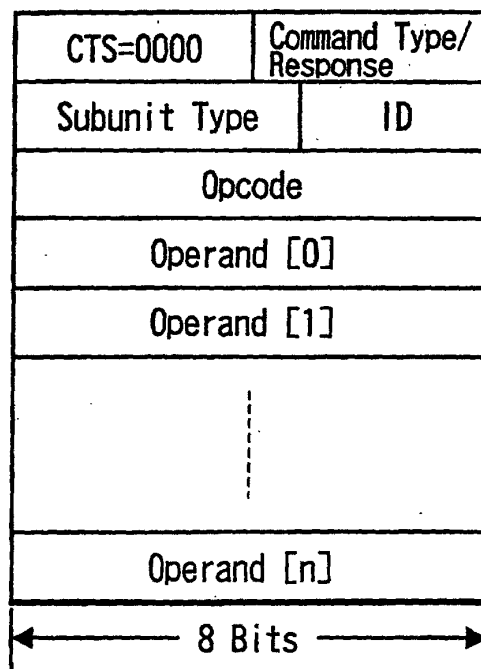 CTS=0000
Command Type/
Response
Subunit Type
ID
Opcode
Operand [0]
Operand [1]
Operand [n]
8 Bits